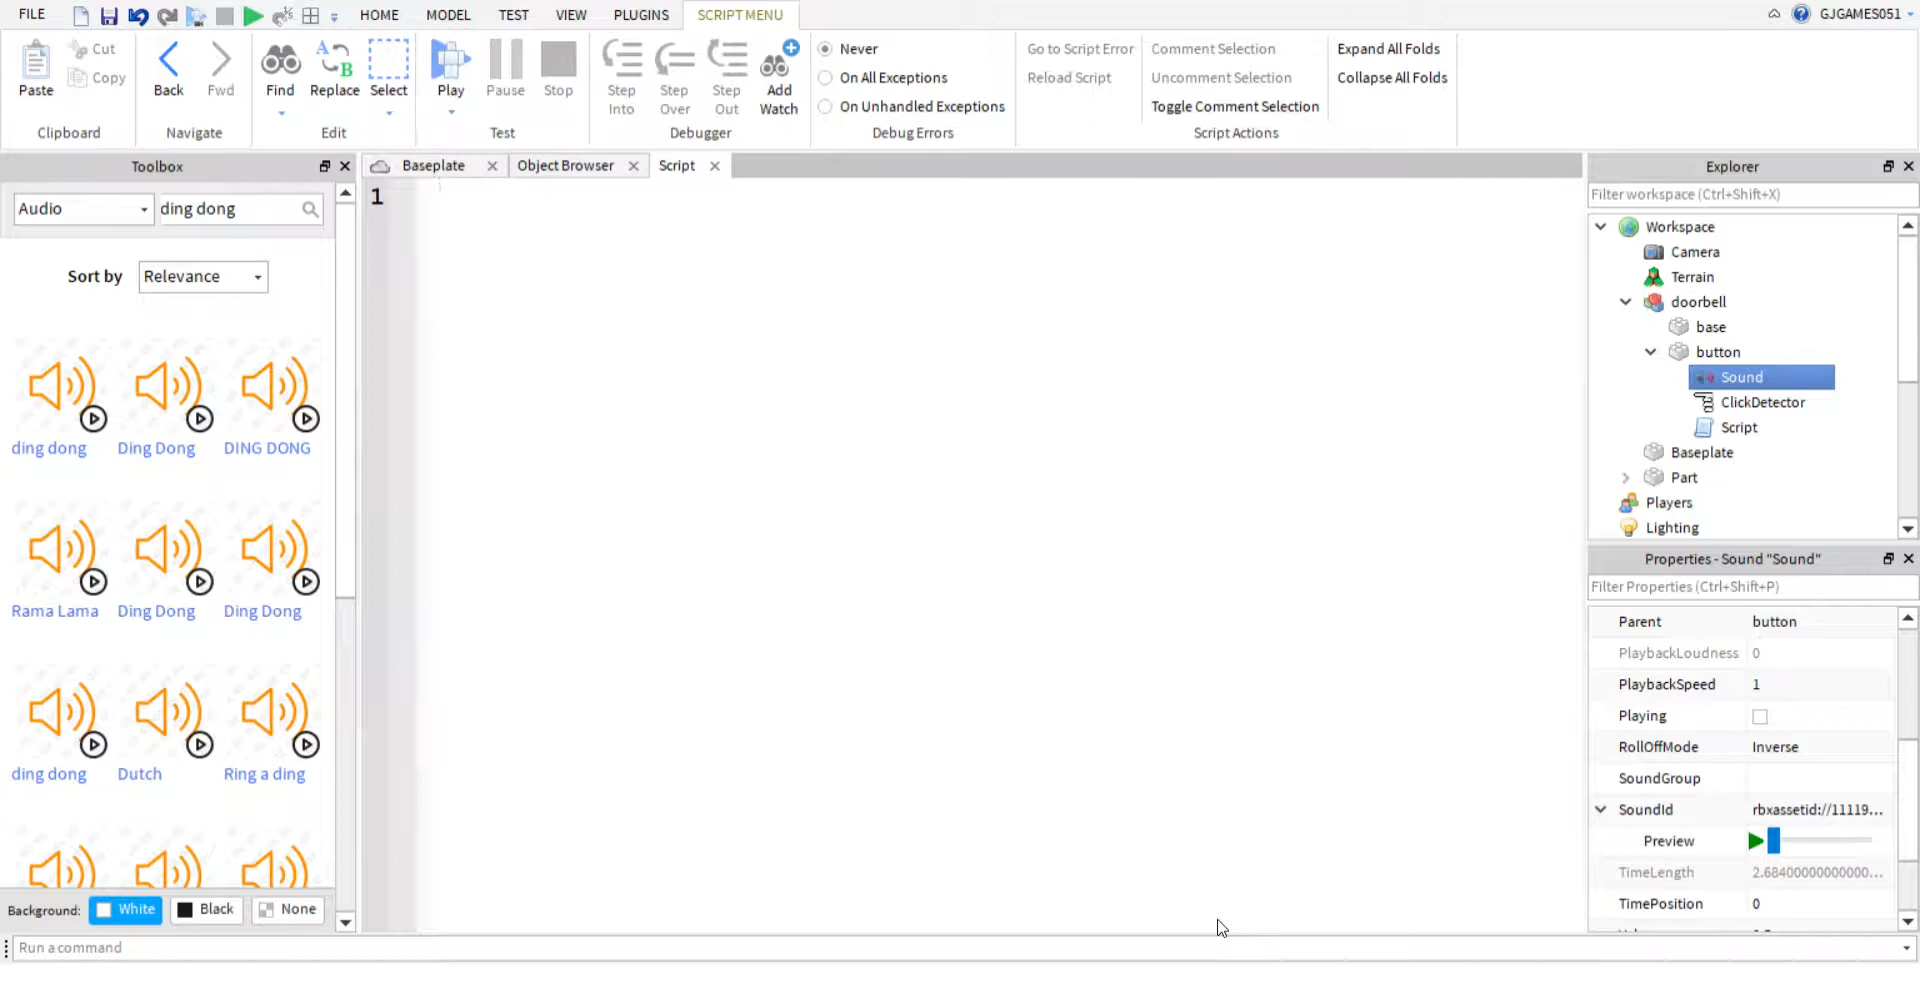 FILE HOME MODEL TEST VIEW PLUGINS SCRIPT MENU GJGAMES051
Paste Cut Copy
Clipboard
Back Fwd
Navigate
Find Replace Select
A B
Edit
Play Pause Stop
Test
Step Into Step Over Step Out Add Watch
Debugger
Never
On All Exceptions
On Unhandled Exceptions
Debug Errors
Go to Script Error
Reload Script
Comment Selection
Uncomment Selection
Toggle Comment Selection
Expand All Folds
Collapse All Folds
Script Actions
Toolbox
Audio ding dong
Sort by Relevance
ding dong Ding Dong DING DONG
Rama Lama Ding Dong Ding Dong
ding dong Dutch Ring a ding
Background: White Black None
Baseplate Object Browser Script
1
Explorer
Filter workspace (Ctrl+Shift+X)
Workspace
Camera
Terrain
doorbell
base
button
Sound
ClickDetector
Script
Baseplate
Part
Players
Lighting
Properties - Sound "Sound"
Filter Properties (Ctrl+Shift+P)
Parent button
PlaybackLoudness 0
PlaybackSpeed 1
Playing
RollOffMode Inverse
SoundGroup
SoundId rbxassetid://11119...
Preview
TimeLength 2.68400000000000...
TimePosition 0
Run a command